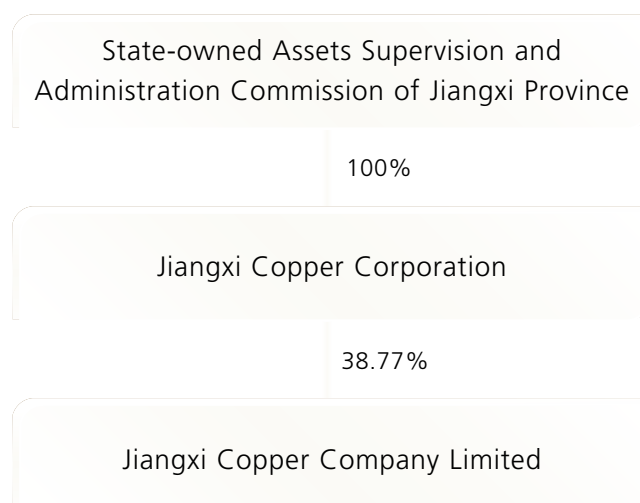 State-owned Assets Supervision and
Administration Commission of Jiangxi Province
100%
Jiangxi Copper Corporation
38.77%
Jiangxi Copper Company Limited